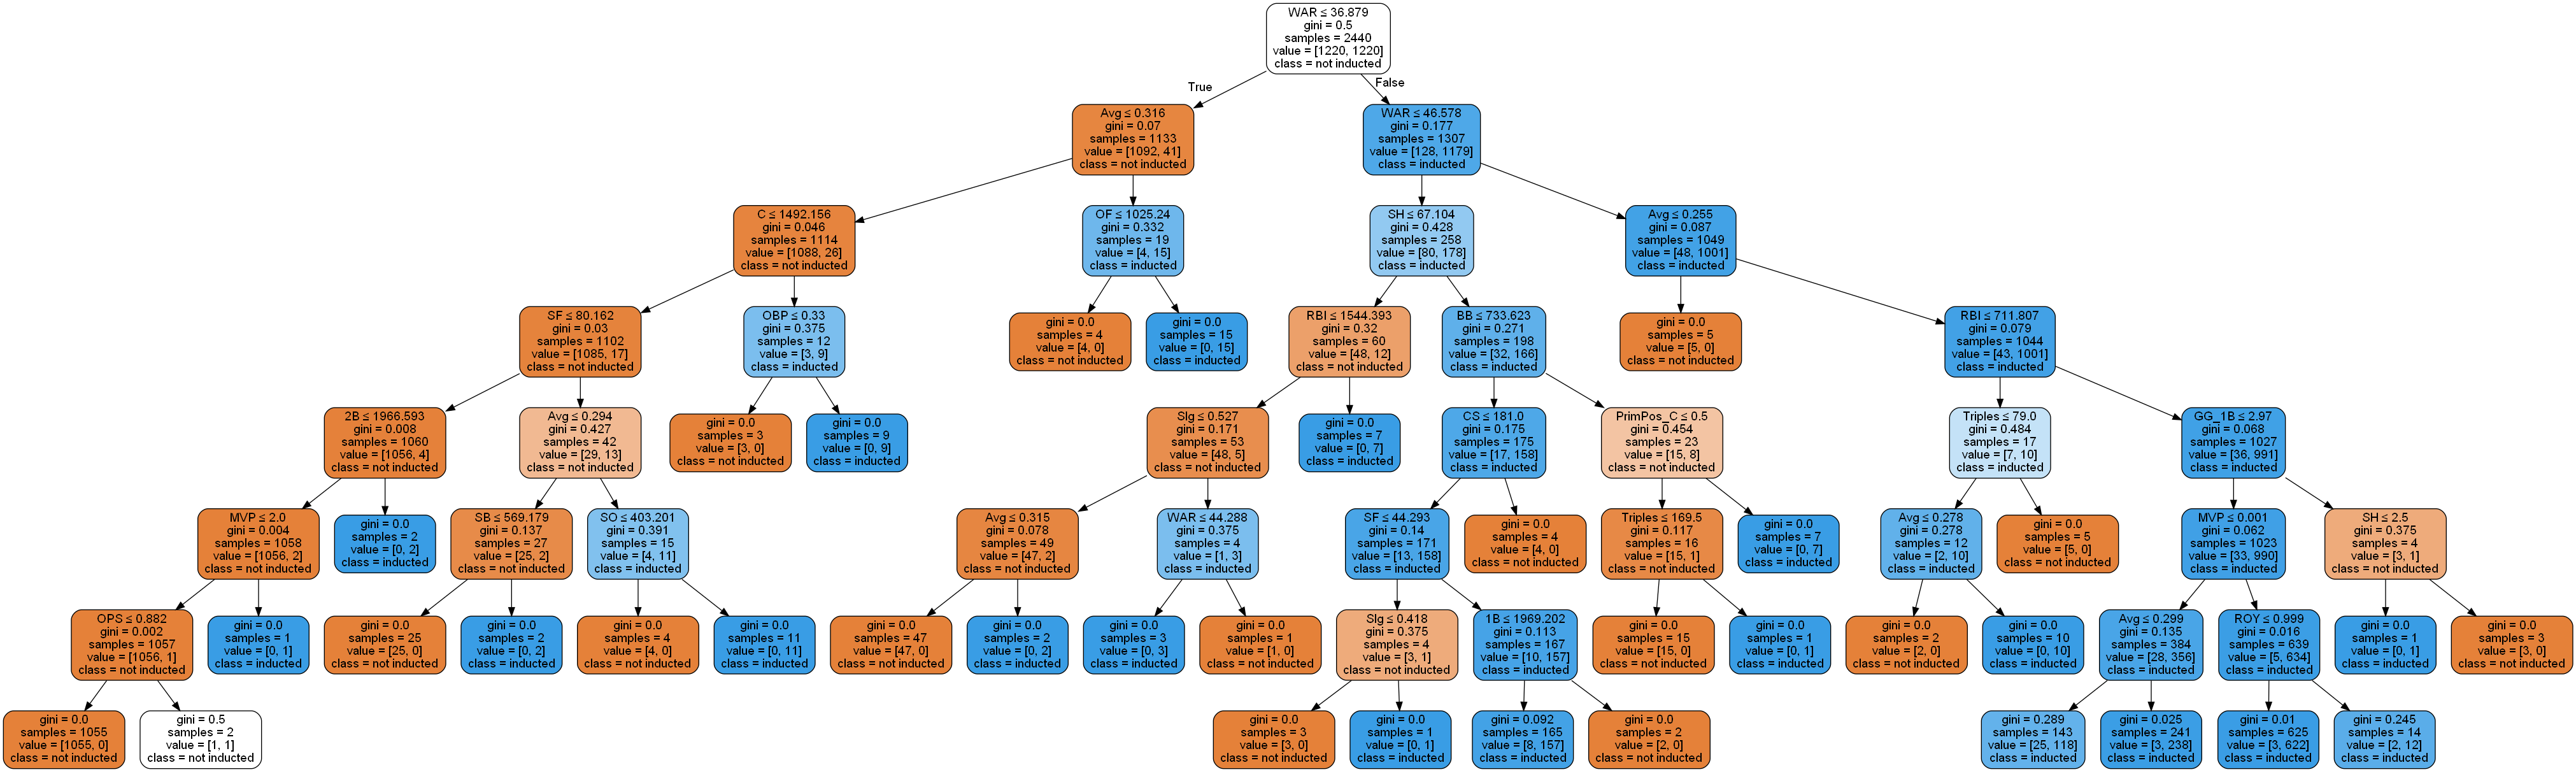 WAR ≤ 36.879
gini = 0.5
samples = 2440
value = [1220, 1220]
class = not inducted
True
False
Avg ≤ 0.316
gini = 0.07
samples = 1133
value = [1092, 41]
class = not inducted
WAR ≤ 46.578
gini = 0.177
samples = 1307
value = [128, 1179]
class = inducted
C ≤ 1492.156
gini = 0.046
samples = 1114
value = [1088, 26]
class = not inducted
OF ≤ 1025.24
gini = 0.332
samples = 19
value = [4, 15]
class = inducted
SH ≤ 67.104
gini = 0.428
samples = 258
value = [80, 178]
class = inducted
Avg ≤ 0.255
gini = 0.087
samples = 1049
value = [48, 1001]
class = inducted
SF ≤ 80.162
gini = 0.03
samples = 1102
value = [1085, 17]
class = not inducted
OBP ≤ 0.33
gini = 0.375
samples = 12
value = [3, 9]
class = inducted
gini = 0.0
samples = 4
value = [4, 0]
class = not inducted
gini = 0.0
samples = 15
value = [0, 15]
class = inducted
RBI ≤ 1544.393
gini = 0.32
samples = 60
value = [48, 12]
class = not inducted
BB ≤ 733.623
gini = 0.271
samples = 198
value = [32, 166]
class = inducted
gini = 0.0
samples = 5
value = [5, 0]
class = not inducted
RBI ≤ 711.807
gini = 0.079
samples = 1044
value = [43, 1001]
class = inducted
2B ≤ 1966.593
gini = 0.008
samples = 1060
value = [1056, 4]
class = not inducted
Avg ≤ 0.294
gini = 0.427
samples = 42
value = [29, 13]
class = not inducted
gini = 0.0
samples = 3
value = [3, 0]
class = not inducted
gini = 0.0
samples = 9
value = [0, 9]
class = inducted
Slg ≤ 0.527
gini = 0.171
samples = 53
value = [48, 5]
class = not inducted
gini = 0.0
samples = 7
value = [0, 7]
class = inducted
CS ≤ 181.0
gini = 0.175
samples = 175
value = [17, 158]
class = inducted
PrimPos_C ≤ 0.5
gini = 0.454
samples = 23
value = [15, 8]
class = not inducted
Triples ≤ 79.0
gini = 0.484
samples = 17
value = [7, 10]
class = inducted
GG_1B ≤ 2.97
gini = 0.068
samples = 1027
value = [36, 991]
class = inducted
MVP ≤ 2.0
gini = 0.004
samples = 1058
value = [1056, 2]
class = not inducted
gini = 0.0
samples = 2
value = [0, 2]
class = inducted
SB ≤ 569.179
gini = 0.137
samples = 27
value = [25, 2]
class = not inducted
SO ≤ 403.201
gini = 0.391
samples = 15
value = [4, 11]
class = inducted
Avg ≤ 0.315
gini = 0.078
samples = 49
value = [47, 2]
class = not inducted
WAR ≤ 44.288
gini = 0.375
samples = 4
value = [1, 3]
class = inducted
SF ≤ 44.293
gini = 0.14
samples = 171
value = [13, 158]
class = inducted
gini = 0.0
samples = 4
value = [4, 0]
class = not inducted
Triples ≤ 169.5
gini = 0.117
samples = 16
value = [15, 1]
class = not inducted
gini = 0.0
samples = 7
value = [0, 7]
class = inducted
Avg ≤ 0.278
gini = 0.278
samples = 12
value = [2, 10]
class = inducted
gini = 0.0
samples = 5
value = [5, 0]
class = not inducted
MVP ≤ 0.001
gini = 0.062
samples = 1023
value = [33, 990]
class = inducted
SH ≤ 2.5
gini = 0.375
samples = 4
value = [3, 1]
class = not inducted
OPS ≤ 0.882
gini = 0.002
samples = 1057
value = [1056, 1]
class = not inducted
gini = 0.0
samples = 1
value = [0, 1]
class = inducted
gini = 0.0
samples = 25
value = [25, 0]
class = not inducted
gini = 0.0
samples = 2
value = [0, 2]
class = inducted
gini = 0.0
samples = 4
value = [4, 0]
class = not inducted
gini = 0.0
samples = 11
value = [0, 11]
class = inducted
gini = 0.0
samples = 47
value = [47, 0]
class = not inducted
gini = 0.0
samples = 2
value = [0, 2]
class = inducted
gini = 0.0
samples = 3
value = [0, 3]
class = inducted
gini = 0.0
samples = 1
value = [1, 0]
class = not inducted
Slg ≤ 0.418
gini = 0.375
samples = 4
value = [3, 1]
class = not inducted
1B ≤ 1969.202
gini = 0.113
samples = 167
value = [10, 157]
class = inducted
gini = 0.0
samples = 15
value = [15, 0]
class = not inducted
gini = 0.0
samples = 1
value = [0, 1]
class = inducted
gini = 0.0
samples = 2
value = [2, 0]
class = not inducted
gini = 0.0
samples = 10
value = [0, 10]
class = inducted
Avg ≤ 0.299
gini = 0.135
samples = 384
value = [28, 356]
class = inducted
ROY ≤ 0.999
gini = 0.016
samples = 639
value = [5, 634]
class = inducted
gini = 0.0
samples = 1
value = [0, 1]
class = inducted
gini = 0.0
samples = 3
value = [3, 0]
class = not inducted
gini = 0.0
samples = 1055
value = [1055, 0]
class = not inducted
gini = 0.5
samples = 2
value = [1, 1]
class = not inducted
gini = 0.0
samples = 3
value = [3, 0]
class = not inducted
gini = 0.0
samples = 1
value = [0, 1]
class = inducted
gini = 0.092
samples = 165
value = [8, 157]
class = inducted
gini = 0.0
samples = 2
value = [2, 0]
class = not inducted
gini = 0.289
samples = 143
value = [25, 118]
class = inducted
gini = 0.025
samples = 241
value = [3, 238]
class = inducted
gini = 0.01
samples = 625
value = [3, 622]
class = inducted
gini = 0.245
samples = 14
value = [2, 12]
class = inducted